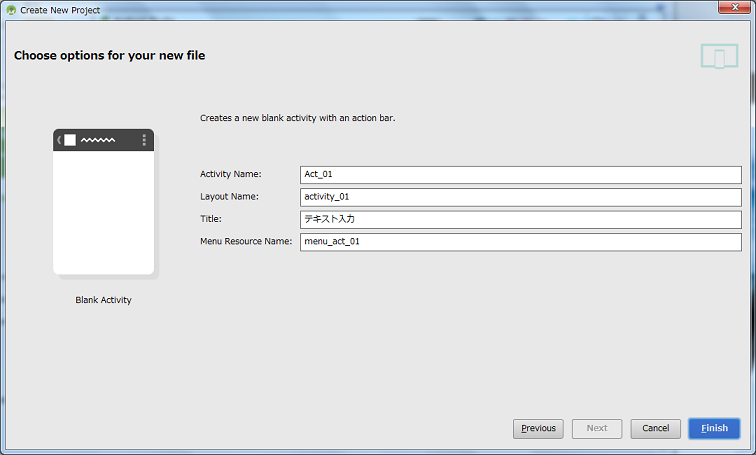 Create New Project
Choose options for your new file
Creates a new blank activity with an action bar.
Activity Name: Act_01
Layout Name: activity_01
Title: テキスト入力
Menu Resource Name: menu_act_01
Blank Activity
Previous Next Cancel Finish